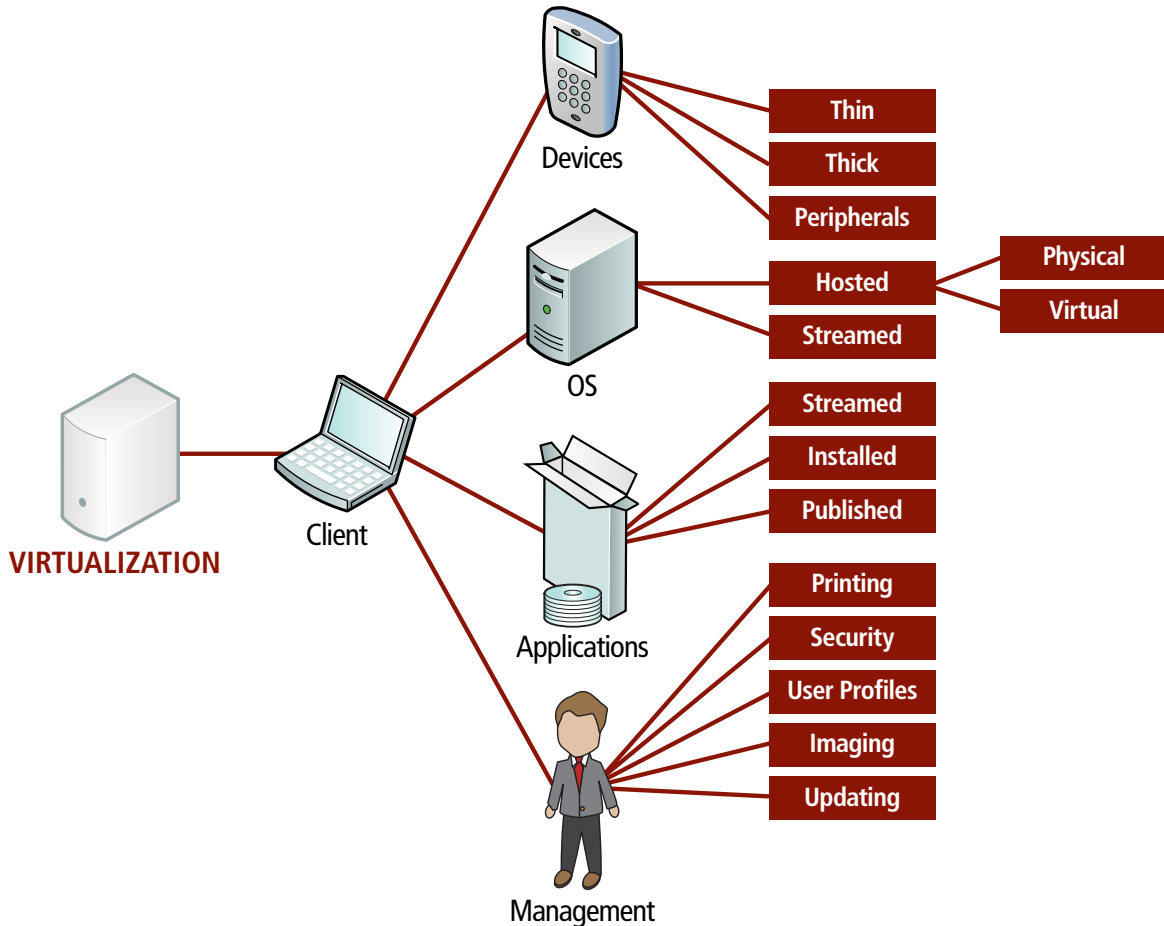 Devices
Thin
Thick
Peripherals
OS
Hosted
Physical
Virtual
Streamed
VIRTUALIZATION
Client
Applications
Streamed
Installed
Published
Management
Printing
Security
User Profiles
Imaging
Updating